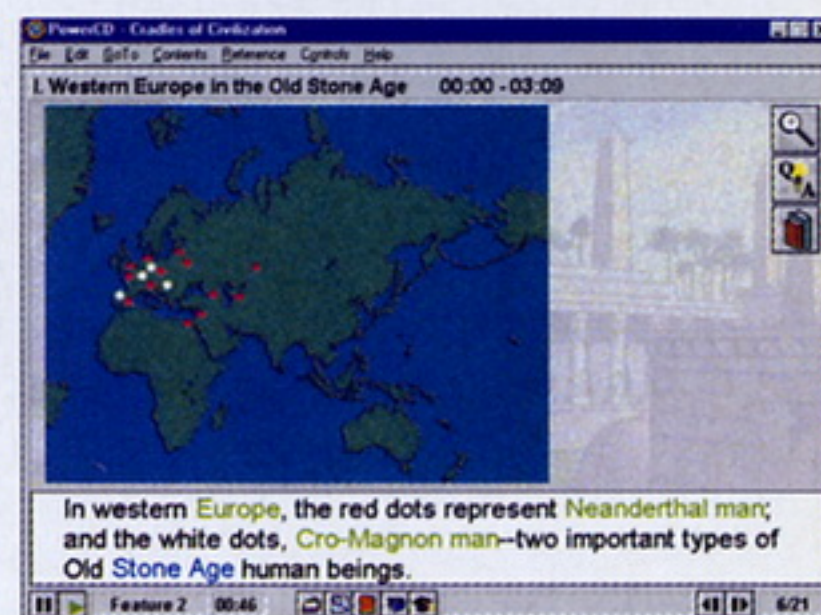 PowerCD - Cradles of Civilization
File Edit GoTo Contents Reference Controls Help
I. Western Europe in the Old Stone Age 00:00 - 03:09
Q A
In western Europe, the red dots represent Neanderthal man;
and the white dots, Cro-Magnon man--two important types of
Old Stone Age human beings.
Feature 2 00:46 6/21